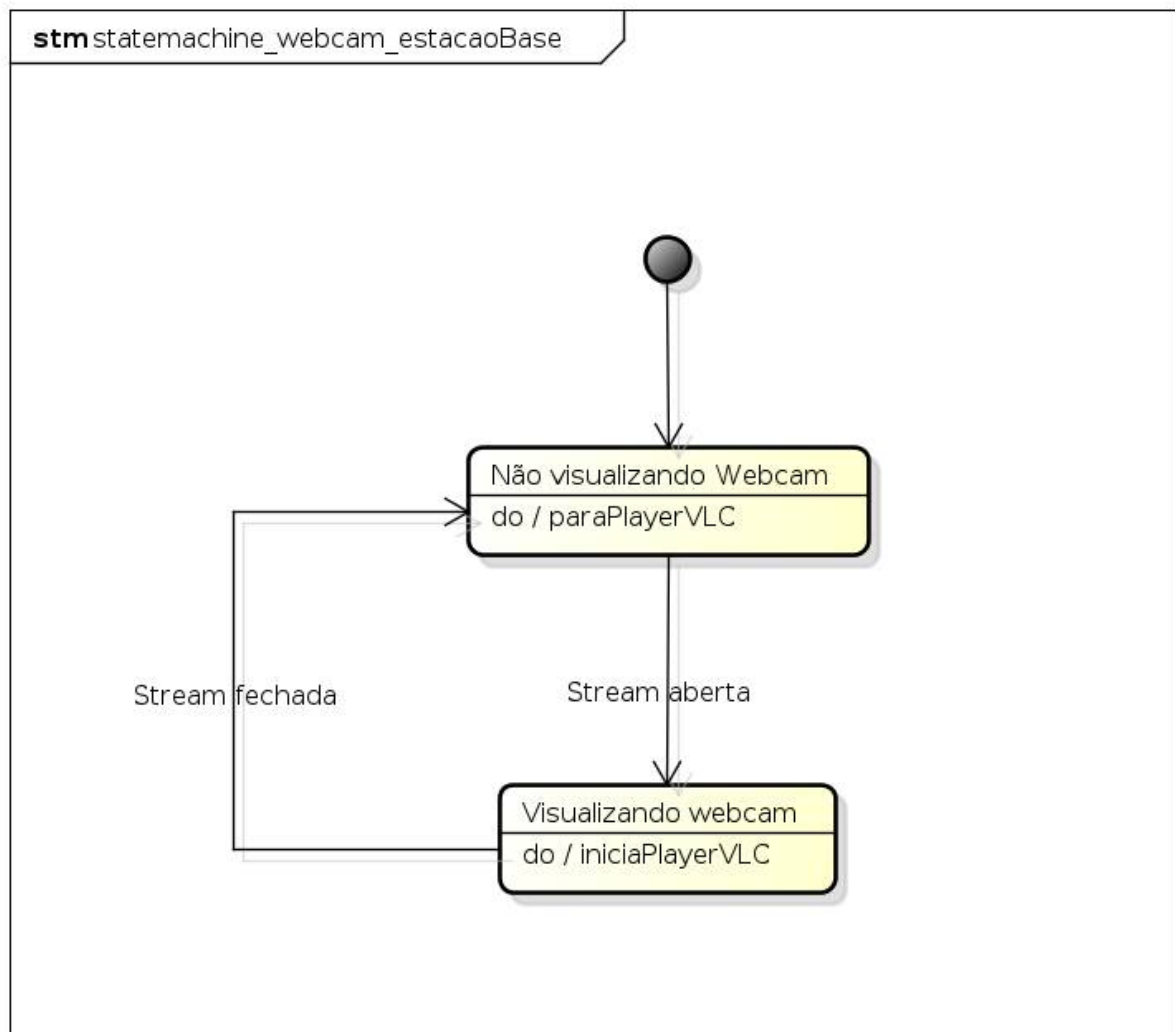 stm statemachine_webcam_estacaoBase
Não visualizando Webcam
do / paraPlayerVLC
Stream fechada
Stream aberta
Visualizando webcam
do / iniciaPlayerVLC